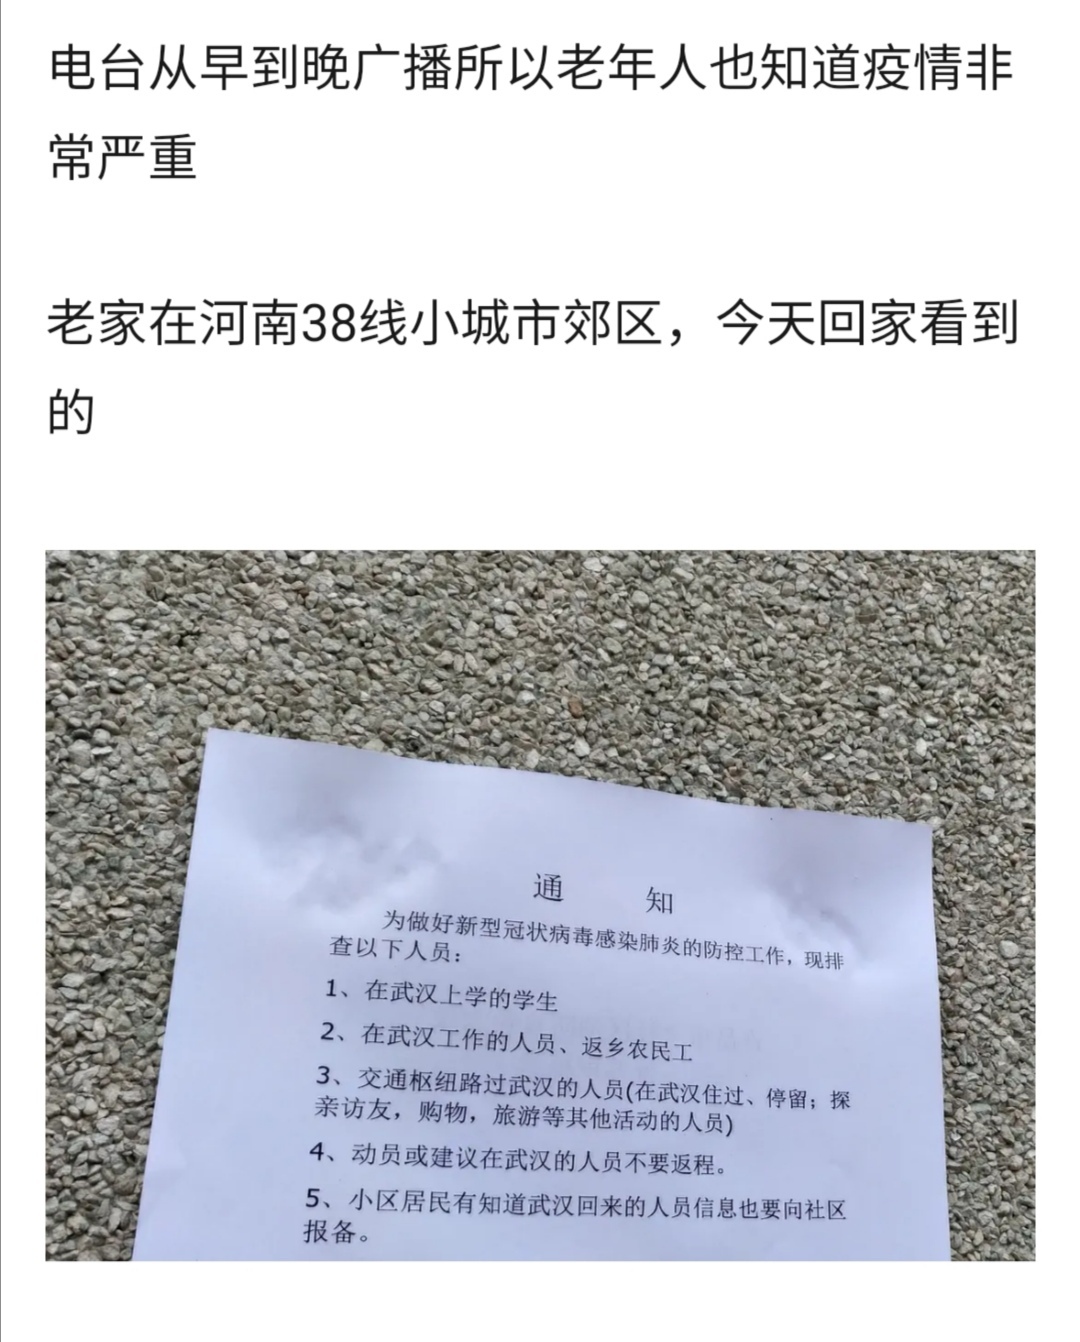 电台从早到晚广播所以老年人也知道疫情非
常严重
老家在河南38线小城市郊区，今天回家看到
的
通 知
为做好新型冠状病毒感染肺炎的防控工作，现排
查以下人员：
1、在武汉上学的学生
2、在武汉工作的人员、返乡农民工
3、交通枢纽路过武汉的人员(在武汉住过、停留；探
亲访友，购物，旅游等其他活动的人员)
4、动员或建议在武汉的人员不要返程。
5、小区居民有知道武汉回来的人员信息也要向社区
报备。